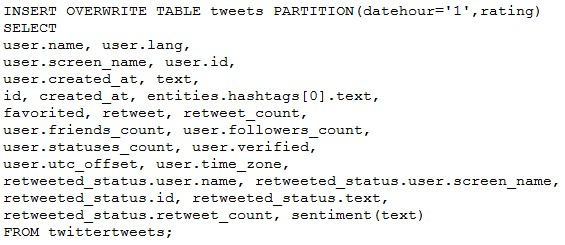 INSERT OVERWRITE TABLE tweets PARTITION(datehour='1',rating)
SELECT
user.name, user.lang,
user.screen_name, user.id,
user.created_at, text,
id, created_at, entities.hashtags[0].text,
favorited, retweet, retweet_count,
user.friends_count, user.followers_count,
user.statuses_count, user.verified,
user.utc_offset, user.time_zone,
retweeted_status.user.name, retweeted_status.user.screen_name,
retweeted_status.id, retweeted_status.text,
retweeted_status.retweet_count, sentiment(text)
FROM twittertweets;